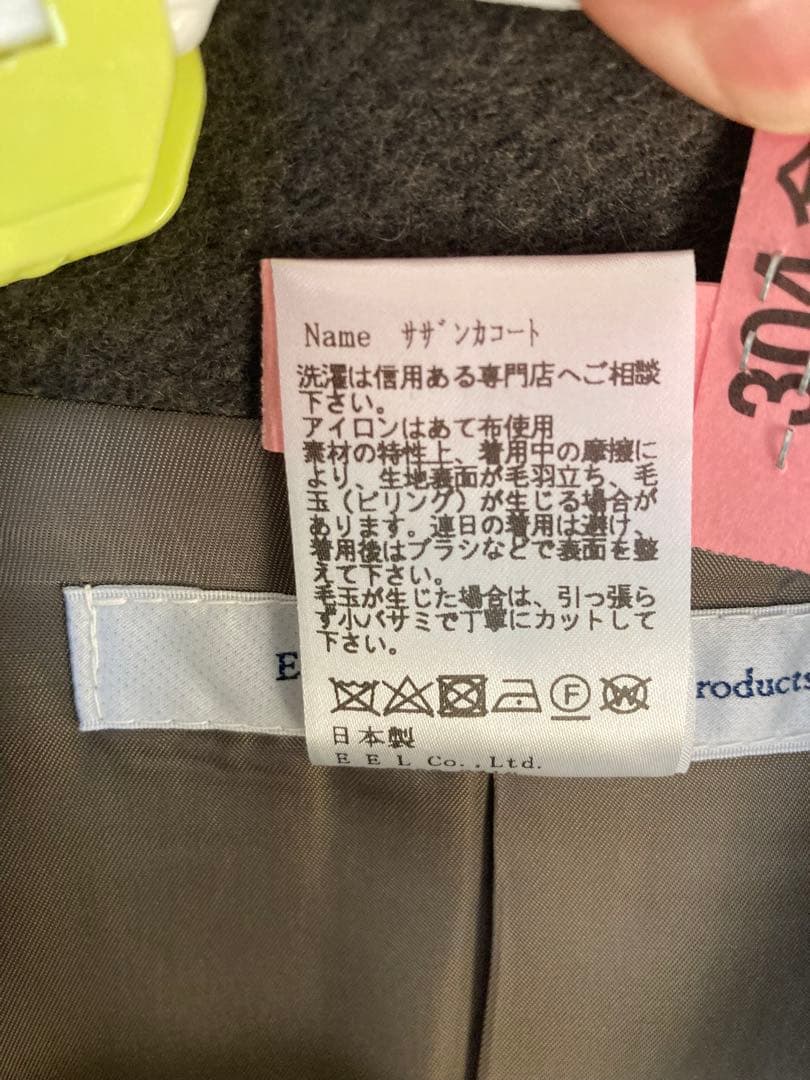 304
Name ｻｻﾞﾝｶコート
洗濯は信用ある専門店へご相談
下さい。
アイロンはあて布使用
素材の特性上、着用中の摩擦に
より、生地表面が毛羽立ち、毛
玉（ピリング）が生じる場合が
あります。連日の着用は避け、
着用後はブラシなどで表面を整
えて下さい。
毛玉が生じた場合は、引っ張ら
ず小バサミで丁寧にカットして
下さい。
F W
日本製
E E L Co.,Ltd.
E
roducts